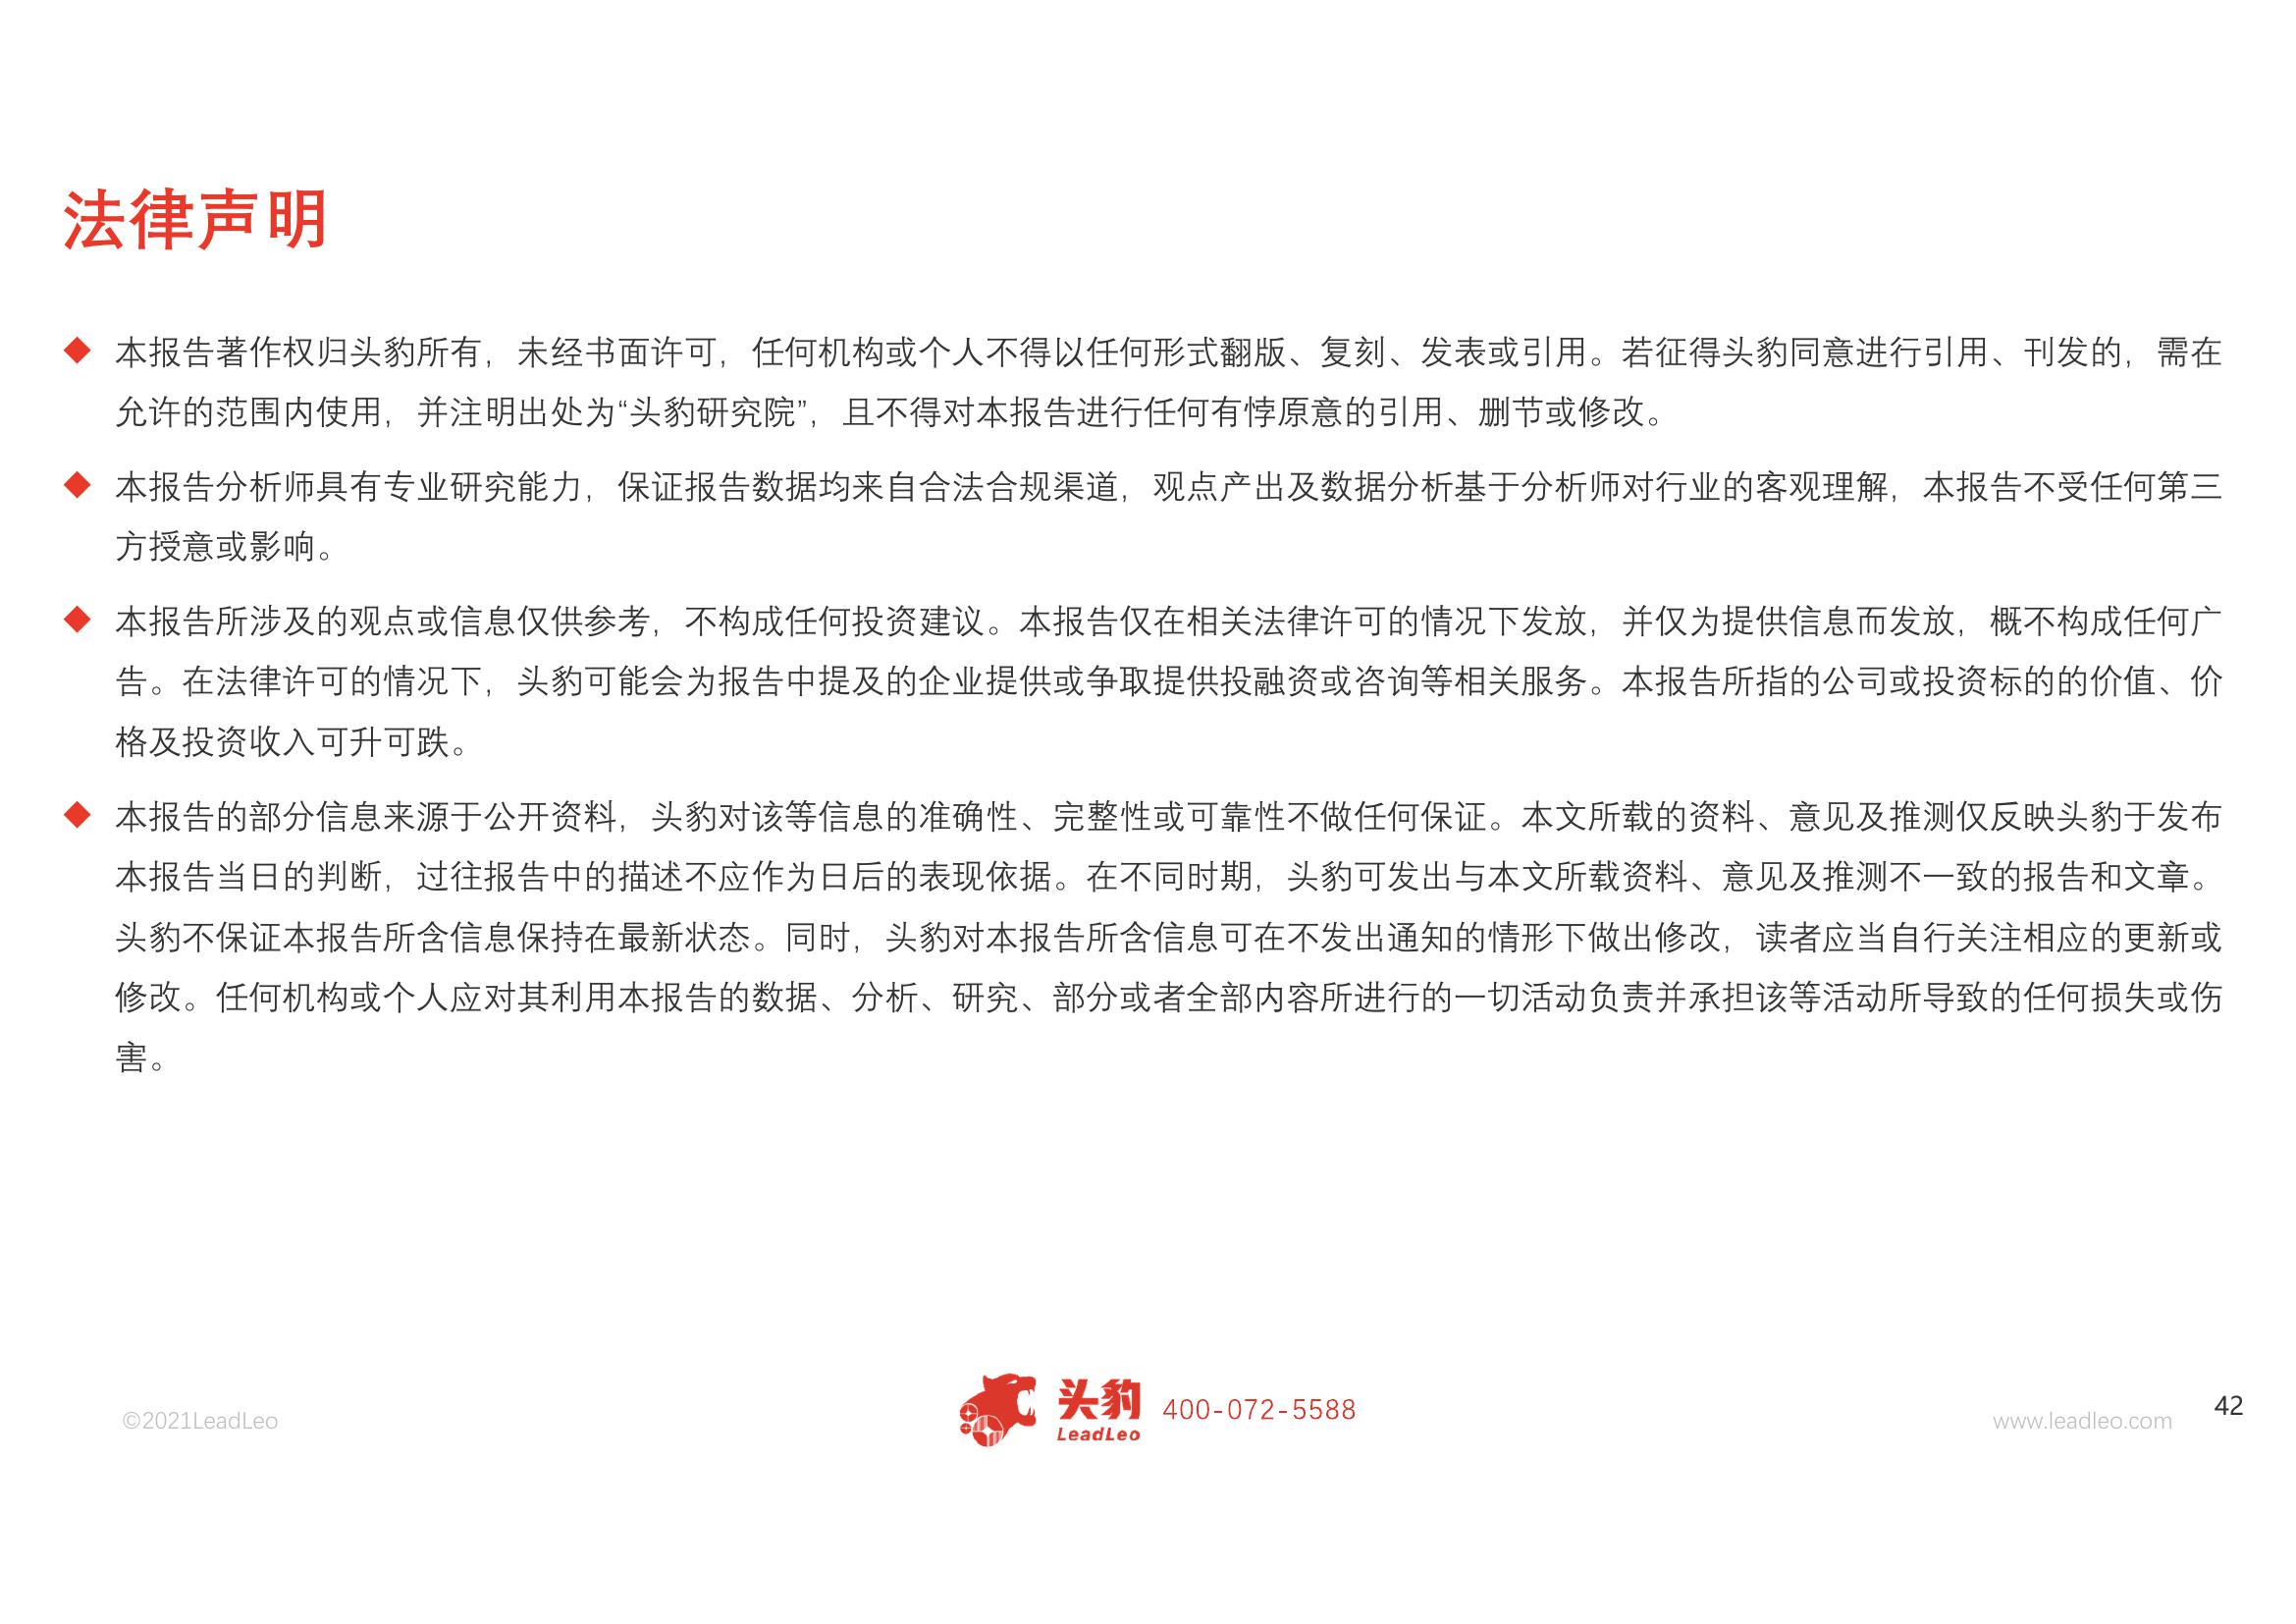 法律声明
本报告著作权归头豹所有，未经书面许可，任何机构或个人不得以任何形式翻版、复刻、发表或引用。若征得头豹同意进行引用、刊发的，需在
允许的范围内使用，并注明出处为“头豹研究院”，且不得对本报告进行任何有悖原意的引用、删节或修改。
本报告分析师具有专业研究能力，保证报告数据均来自合法合规渠道，观点产出及数据分析基于分析师对行业的客观理解，本报告不受任何第三
方授意或影响。
本报告所涉及的观点或信息仅供参考，不构成任何投资建议。本报告仅在相关法律许可的情况下发放，并仅为提供信息而发放，概不构成任何广
告。在法律许可的情况下，头豹可能会为报告中提及的企业提供或争取提供投融资或咨询等相关服务。本报告所指的公司或投资标的的价值、价
格及投资收入可升可跌。
本报告的部分信息来源于公开资料，头豹对该等信息的准确性、完整性或可靠性不做任何保证。本文所载的资料、意见及推测仅反映头豹于发布
本报告当日的判断，过往报告中的描述不应作为日后的表现依据。在不同时期，头豹可发出与本文所载资料、意见及推测不一致的报告和文章。
头豹不保证本报告所含信息保持在最新状态。同时，头豹对本报告所含信息可在不发出通知的情形下做出修改，读者应当自行关注相应的更新或
修改。任何机构或个人应对其利用本报告的数据、分析、研究、部分或者全部内容所进行的一切活动负责并承担该等活动所导致的任何损失或伤
害。
©2021LeadLeo
头豹
LeadLeo
400-072-5588
www.leadleo.com
42